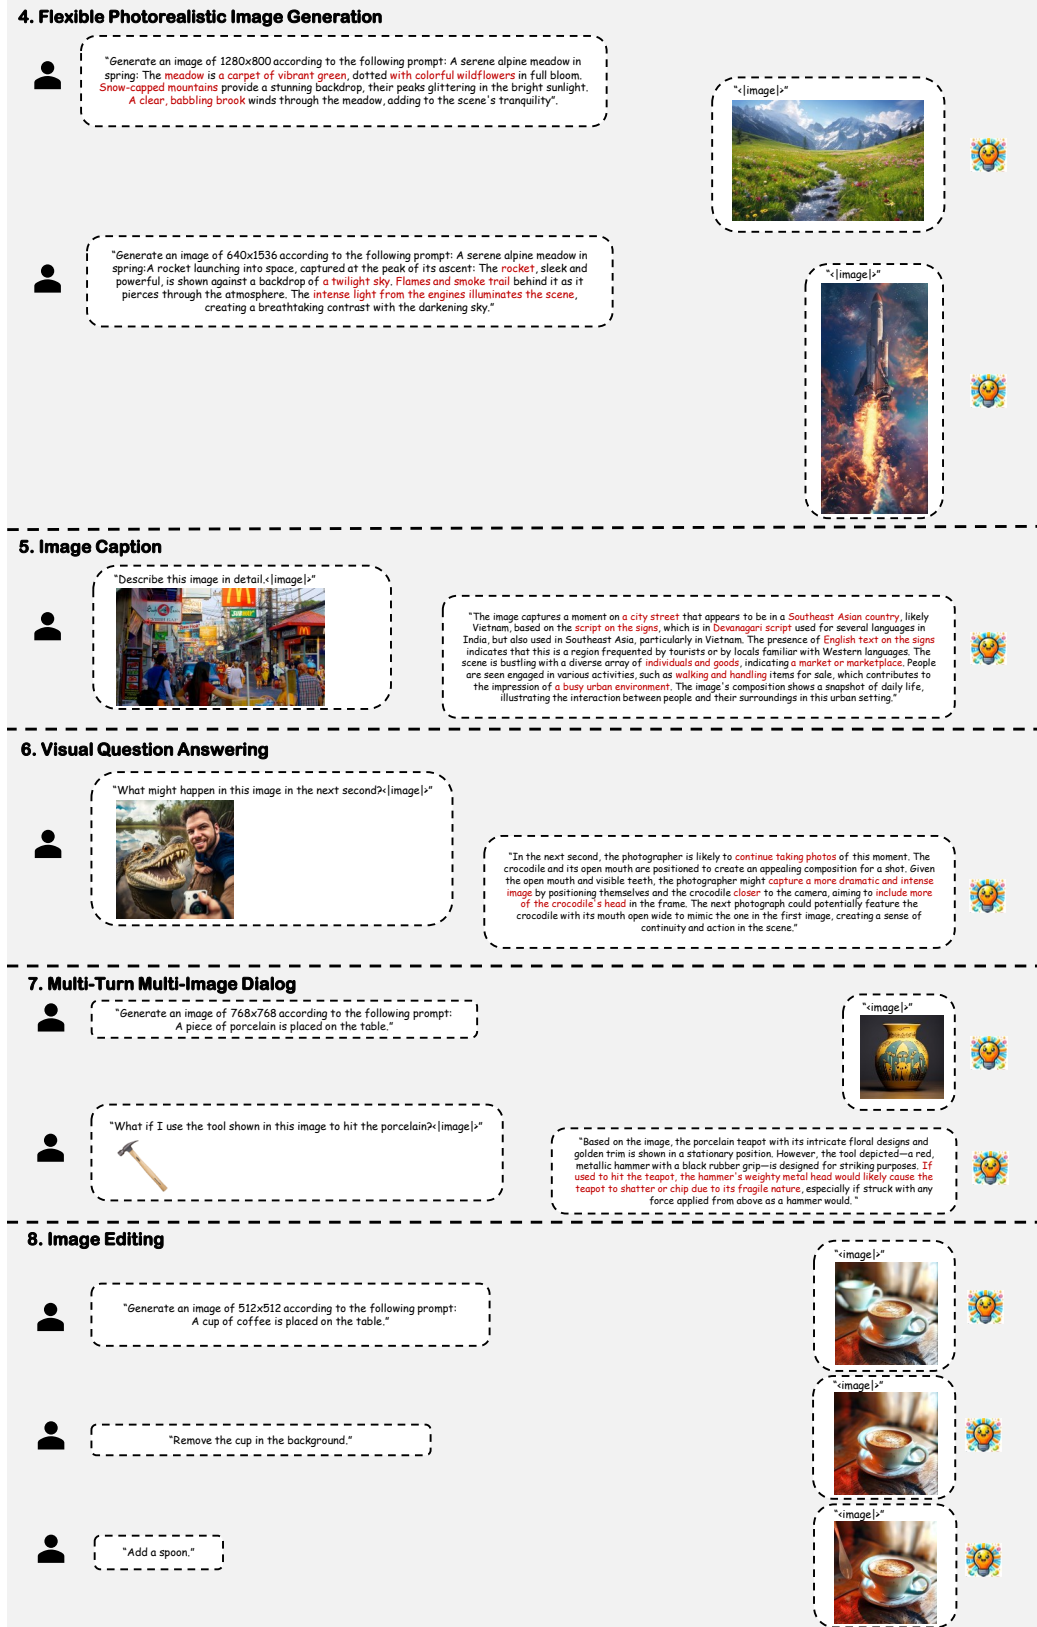 4. Flexible Photorealistic Image Generation
“Generate an image of 1280x800 according to the following prompt: A serene alpine meadow in
spring: The meadow is a carpet of vibrant green, dotted with colorful wildflowers in full bloom.
Snow-capped mountains provide a stunning backdrop, their peaks glittering in the bright sunlight.
A clear, babbling brook winds through the meadow, adding to the scene's tranquility”.
“<|image|>”
“Generate an image of 640x1536 according to the following prompt: A serene alpine meadow in
spring:A rocket launching into space, captured at the peak of its ascent: The rocket, sleek and
powerful, is shown against a backdrop of a twilight sky. Flames and smoke trail behind it as it
pierces through the atmosphere. The intense light from the engines illuminates the scene,
creating a breathtaking contrast with the darkening sky.”
“<|image|>”
5. Image Caption
“Describe this image in detail.<|image|>”
“The image captures a moment on a city street that appears to be in a Southeast Asian country, likely
Vietnam, based on the script on the signs, which is in Devanagari script used for several languages in
India, but also used in Southeast Asia, particularly in Vietnam. The presence of English text on the signs
indicates that this is a region frequented by tourists or by locals familiar with Western languages. The
scene is bustling with a diverse array of individuals and goods, indicating a market or marketplace. People
are seen engaged in various activities, such as walking and handling items for sale, which contributes to
the impression of a busy urban environment. The image's composition shows a snapshot of daily life,
illustrating the interaction between people and their surroundings in this urban setting.”
6. Visual Question Answering
“What might happen in this image in the next second?<|image|>”
“In the next second, the photographer is likely to continue taking photos of this moment. The
crocodile and its open mouth are positioned to create an appealing composition for a shot. Given
the open mouth and visible teeth, the photographer might capture a more dramatic and intense
image by positioning themselves and the crocodile closer to the camera, aiming to include more
of the crocodile's head in the frame. The next photograph could potentially feature the
crocodile with its mouth open wide to mimic the one in the first image, creating a sense of
continuity and action in the scene.”
7. Multi-Turn Multi-Image Dialog
“Generate an image of 768x768 according to the following prompt:
A piece of porcelain is placed on the table.”
“<image|>”
“What if I use the tool shown in this image to hit the porcelain?<|image|>”
“Based on the image, the porcelain teapot with its intricate floral designs and
golden trim is shown in a stationary position. However, the tool depicted—a red,
metallic hammer with a black rubber grip—is designed for striking purposes. If
used to hit the teapot, the hammer's weighty metal head would likely cause the
teapot to shatter or chip due to its fragile nature, especially if struck with any
force applied from above as a hammer would. “
8. Image Editing
“<image|>”
“Generate an image of 512x512 according to the following prompt:
A cup of coffee is placed on the table.”
“<image|>”
“Remove the cup in the background.”
“<image|>”
“Add a spoon.”